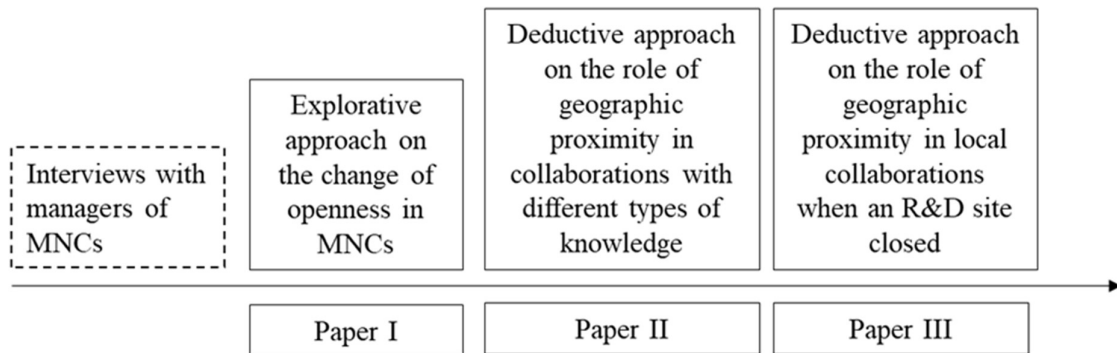 Interviews with
managers of
MNCs
Explorative
approach on
the change of
openness in
MNCs
Deductive approach
on the role of
geographic
proximity in
collaborations with
different types of
knowledge
Deductive approach
on the role of
geographic
proximity in local
collaborations
when an R&D site
closed
Paper I
Paper II
Paper III